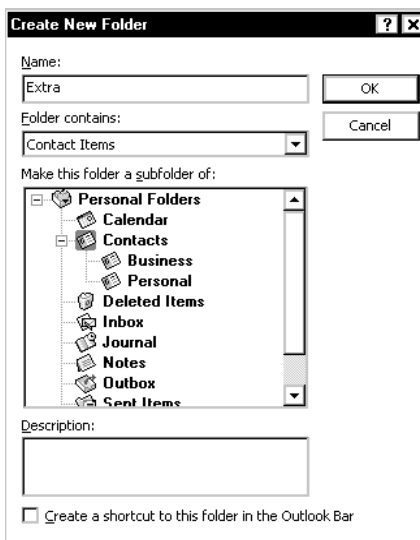 Create New Folder
Name:
Extra
OK
Folder contains:
Cancel
Contact Items
Make this folder a subfolder of:
Personal Folders
Calendar
Contacts
Business
Personal
Deleted Items
Inbox
Journal
Notes
Outbox
Sent Items
Description:
Create a shortcut to this folder in the Outlook Bar